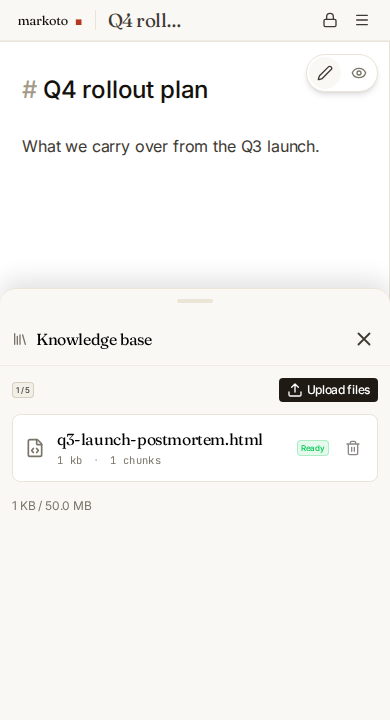 markoto
Q4 roll...
# Q4 rollout plan
What we carry over from the Q3 launch.
Knowledge base
1/5
Upload files
q3-launch-postmortem.html
1 kb · 1 chunks
Ready
1 KB / 50.0 MB